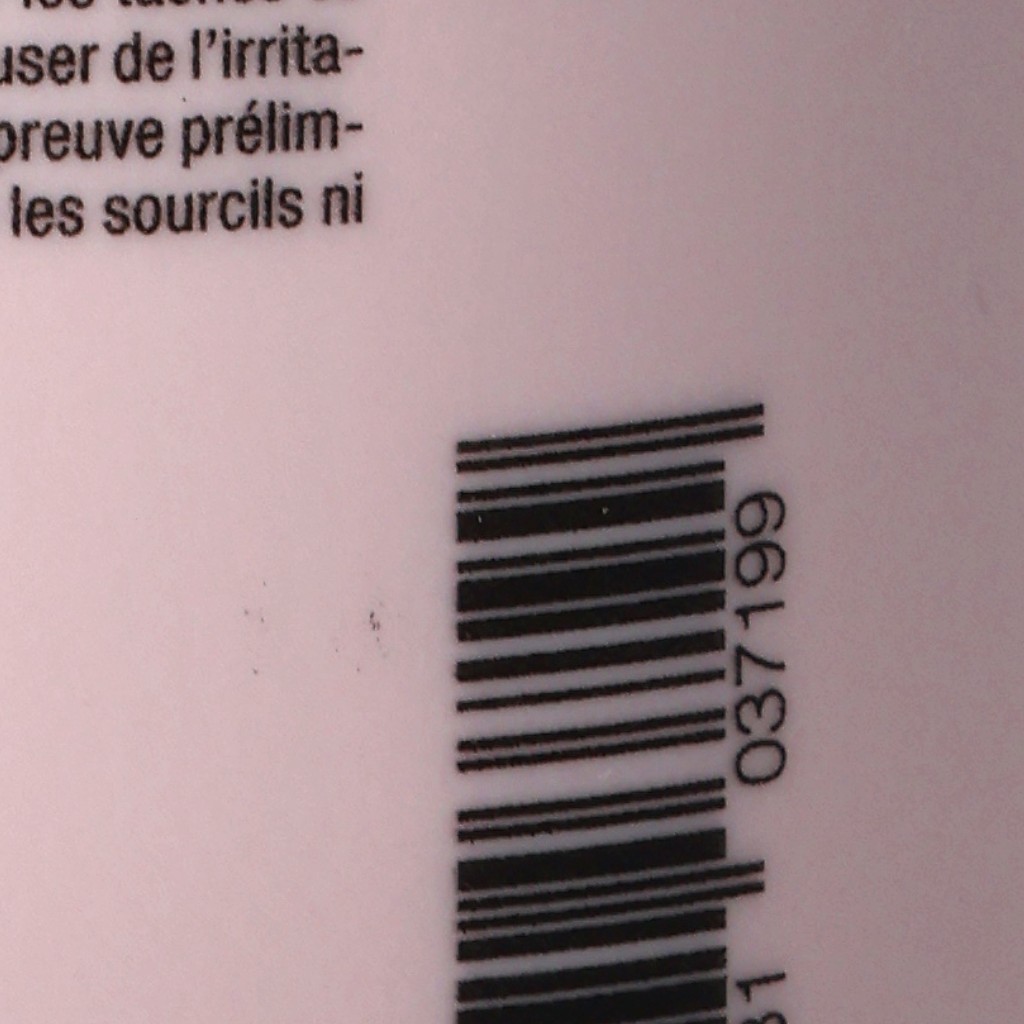 user de l'irrita-
preuve prélim-
les sourcils ni
037199